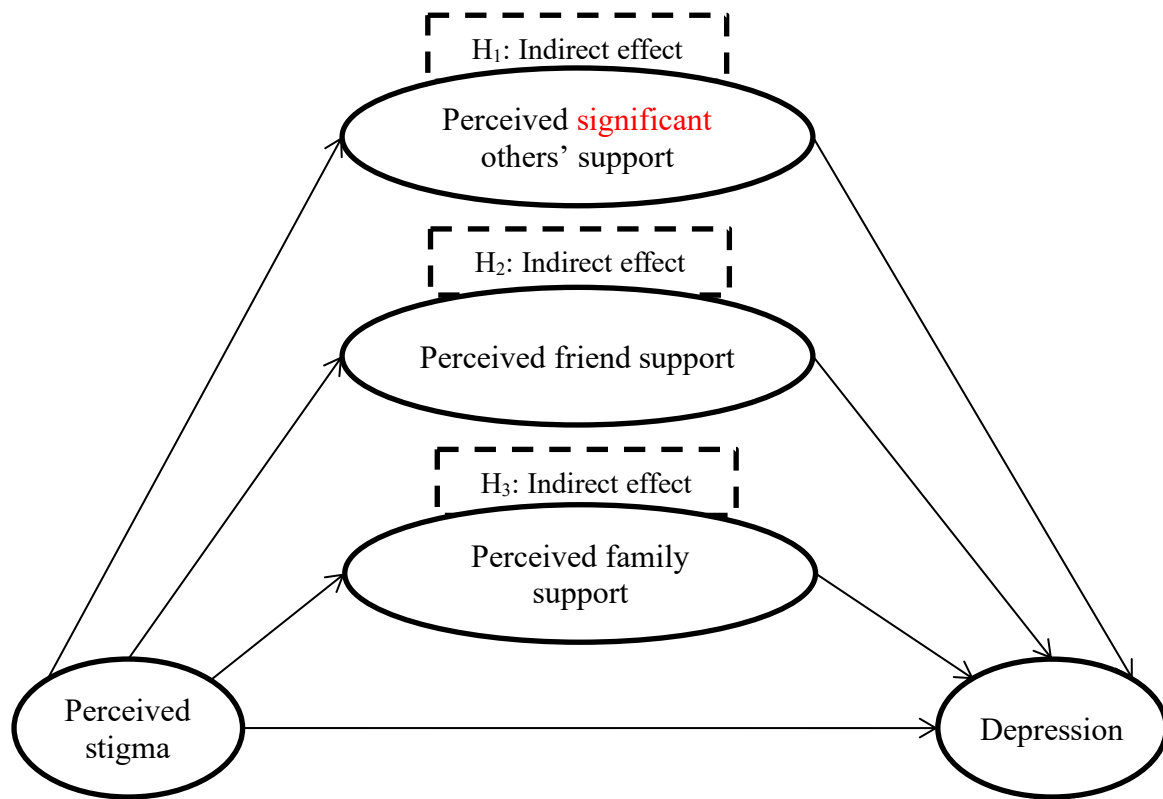 H₁: Indirect effect
Perceived significant
others’ support
H₂: Indirect effect
Perceived friend support
H₃: Indirect effect
Perceived family
support
Perceived
stigma
Depression